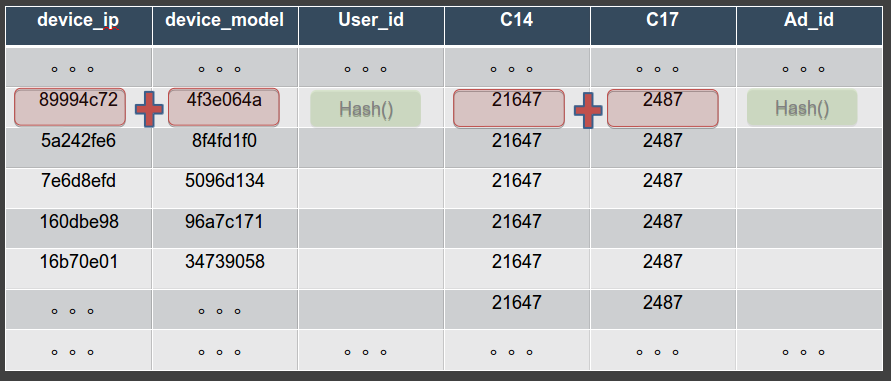 device_ip device_model User_id C14 C17 Ad_id
。。。 。。。 。。。 。。。 。。。 。。。
89994c72 4f3e064a Hash() 21647 2487 Hash()
5a242fe6 8f4fd1f0 21647 2487
7e6d8efd 5096d134 21647 2487
160dbe98 96a7c171 21647 2487
16b70e01 34739058 21647 2487
。。。 。。。 21647 2487
。。。 。。。 。。。 。。。 。。。 。。。